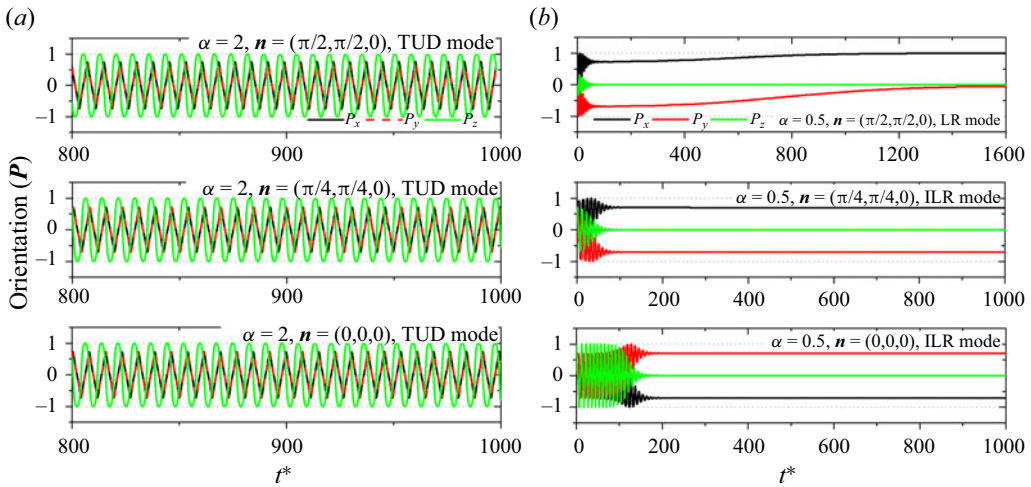 (a)
α = 2, n = (π/2,π/2,0), TUD mode
1
0
−1
Px Py Pz
800 900 1000
α = 2, n = (π/4,π/4,0), TUD mode
1
0
−1
800 900 1000
α = 2, n = (0,0,0), TUD mode
1
0
−1
800 900 1000
Orientation (P)
t*
(b)
1
0
−1
Px Py Pz α = 0.5, n = (π/2,π/2,0), LR mode
0 400 800 1200 1600
α = 0.5, n = (π/4,π/4,0), ILR mode
1
0
−1
0 200 400 600 800 1000
α = 0.5, n = (0,0,0), ILR mode
1
0
−1
0 200 400 600 800 1000
t*